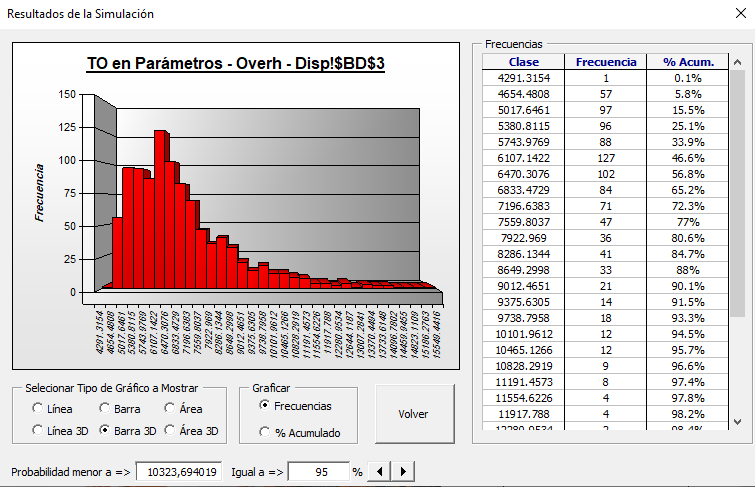 Resultados de la Simulación
TO en Parámetros - Overh - Disp!$BD$3
Frecuencia
150
125
100
75
50
25
0
4291.3154
4654.4808
5017.6461
5380.8115
5743.9769
6107.1422
6470.3076
6833.4729
7196.6383
7559.8037
7922.969
8286.1344
8649.2998
9012.4651
9375.6305
9738.7958
10101.9612
10465.1266
10828.2919
11191.4573
11554.6226
11917.788
12280.9534
12644.1187
13007.2841
13370.4494
13733.6148
14096.7802
14459.9455
14823.1109
15186.2763
15549.4416
Frecuencias
Clase Frecuencia % Acum.
4291.3154 1 0.1%
4654.4808 57 5.8%
5017.6461 97 15.5%
5380.8115 96 25.1%
5743.9769 88 33.9%
6107.1422 127 46.6%
6470.3076 102 56.8%
6833.4729 84 65.2%
7196.6383 71 72.3%
7559.8037 47 77%
7922.969 36 80.6%
8286.1344 41 84.7%
8649.2998 33 88%
9012.4651 21 90.1%
9375.6305 14 91.5%
9738.7958 18 93.3%
10101.9612 12 94.5%
10465.1266 12 95.7%
10828.2919 9 96.6%
11191.4573 8 97.4%
11554.6226 4 97.8%
11917.788 4 98.2%
12280.9534 2 98.4%
Selecionar Tipo de Gráfico a Mostrar
Línea Barra Área
Línea 3D Barra 3D Área 3D
Graficar
Frecuencias
% Acumulado
Volver
Probabilidad menor a => 10323,694019 Igual a => 95 %